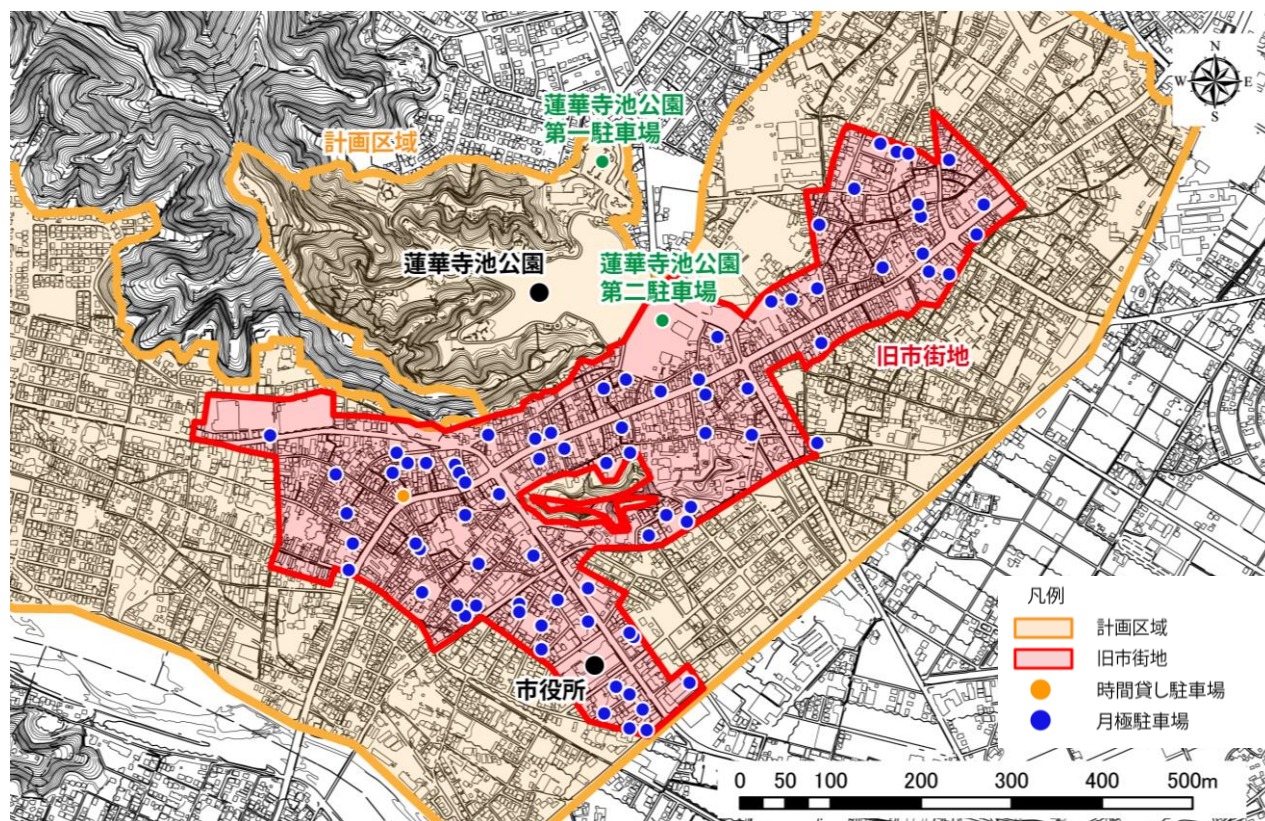 N
W
E
S
蓮華寺池公園
第一駐車場
計画区域
蓮華寺池公園
蓮華寺池公園
第二駐車場
旧市街地
市役所
凡例
計画区域
旧市街地
時間貸し駐車場
月極駐車場
0 50 100 200 300 400 500m